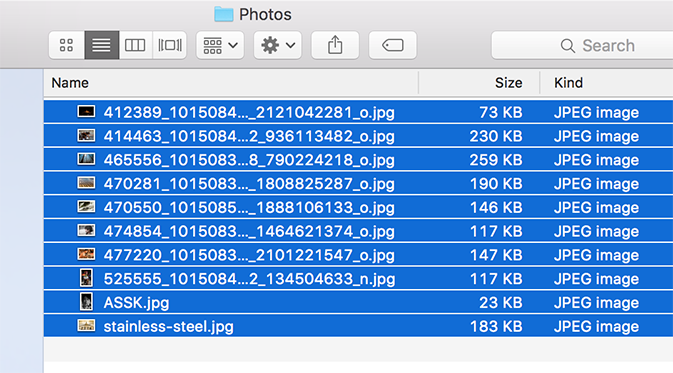 Photos
Search
Name Size Kind
412389_1015084..._2121042281_o.jpg 73 KB JPEG image
414463_1015084...2_936113482_o.jpg 230 KB JPEG image
465556_1015083...8_790224218_o.jpg 259 KB JPEG image
470281_1015083..._1808825287_o.jpg 190 KB JPEG image
470550_1015085..._1888106133_o.jpg 146 KB JPEG image
474854_1015083..._1464621374_o.jpg 117 KB JPEG image
477220_1015083..._2101221547_o.jpg 147 KB JPEG image
525555_1015084...2_134504633_n.jpg 117 KB JPEG image
ASSK.jpg 23 KB JPEG image
stainless-steel.jpg 183 KB JPEG image